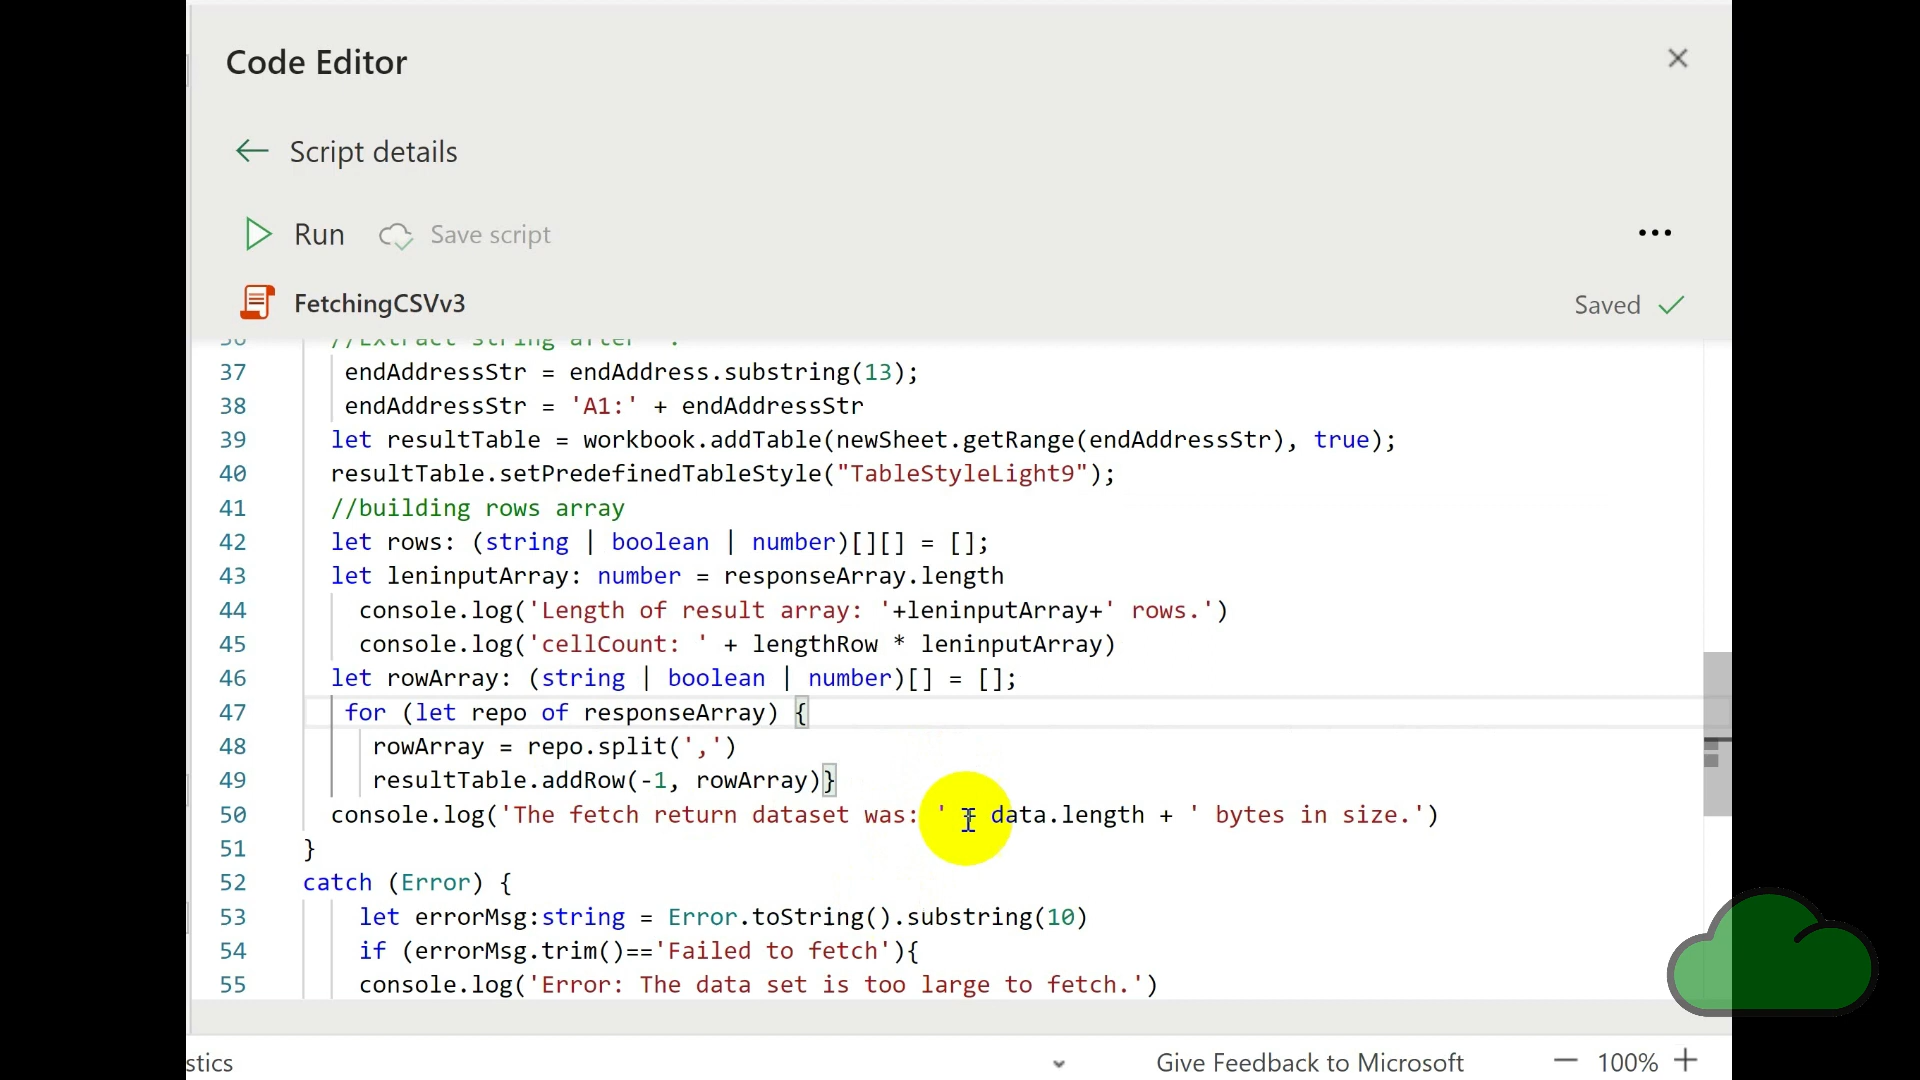 Code Editor
Script details
Run Save script
FetchingCSVv3 Saved
36 //Extract string after
37 endAddressStr = endAddress.substring(13);
38 endAddressStr = 'A1:' + endAddressStr
39 let resultTable = workbook.addTable(newSheet.getRange(endAddressStr), true);
40 resultTable.setPredefinedTableStyle("TableStyleLight9");
41 //building rows array
42 let rows: (string | boolean | number)[][] = [];
43 let leninputArray: number = responseArray.length
44 console.log('Length of result array: '+leninputArray+' rows.')
45 console.log('cellCount: ' + lengthRow * leninputArray)
46 let rowArray: (string | boolean | number)[] = [];
47 for (let repo of responseArray) {
48 rowArray = repo.split(',')
49 resultTable.addRow(-1, rowArray)}
50 console.log('The fetch return dataset was: ' + data.length + ' bytes in size.')
51 }
52 catch (Error) {
53 let errorMsg:string = Error.toString().substring(10)
54 if (errorMsg.trim()=='Failed to fetch'){
55 console.log('Error: The data set is too large to fetch.')
stics Give Feedback to Microsoft 100%